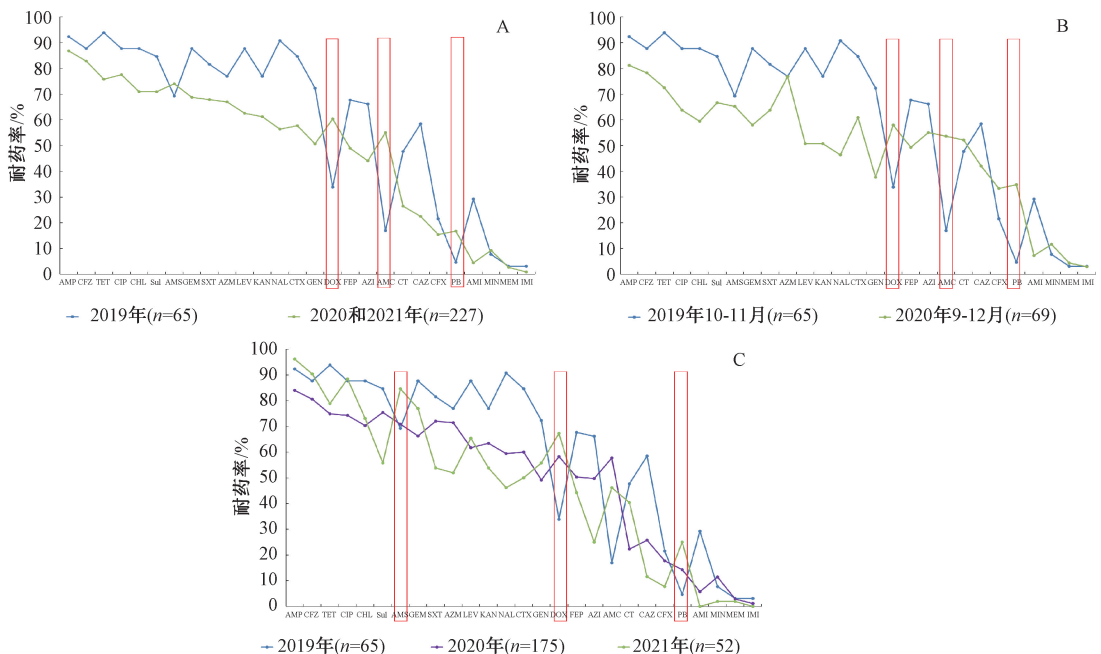 A
耐药率/%
100
90
80
70
60
50
40
30
20
10
0
AMP CFZ TET CIP CHL Sul AMS GEM SXT AZM LEV KAN NAL CTX GEN DOX FEP AZI AMC CT CAZ CFX PB AMI MIN MEM IMI
2019年(n=65) 2020和2021年(n=227)
B
耐药率/%
100
90
80
70
60
50
40
30
20
10
0
AMP CFZ TET CIP CHL Sul AMS GEM SXT AZM LEV KAN NAL CTX GEN DOX FEP AZI AMC CT CAZ CFX PB AMI MIN MEM IMI
2019年10-11月(n=65) 2020年9-12月(n=69)
C
耐药率/%
100
90
80
70
60
50
40
30
20
10
0
AMP CFZ TET CIP CHL Sul AMS GEM SXT AZM LEV KAN NAL CTX GEN DOX FEP AZI AMC CT CAZ CFX PB AMI MIN MEM IMI
2019年(n=65) 2020年(n=175) 2021年(n=52)